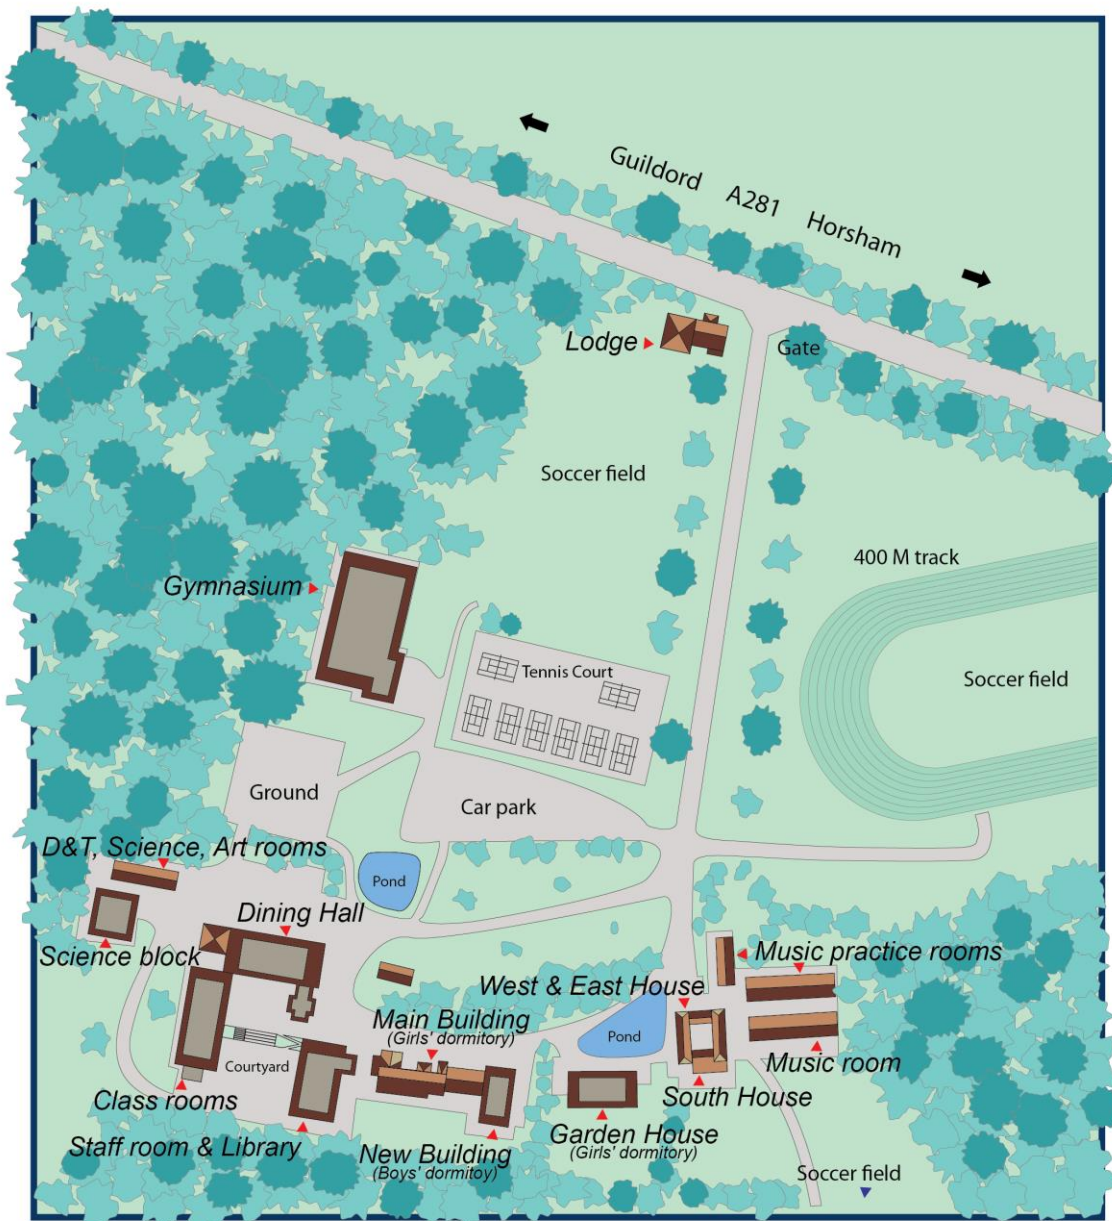 Guildord A281 Horsham
Lodge
Gate
Soccer field
400 M track
Gymnasium
Tennis Court
Soccer field
Ground
Car park
D&T, Science, Art rooms
Pond
Dining Hall
Science block
Music practice rooms
West & East House
Main Building
(Girls' dormitory)
Pond
Courtyard
Music room
Class rooms
South House
Staff room & Library
New Building
(Boys' dormitoy)
Garden House
(Girls' dormitory)
Soccer field